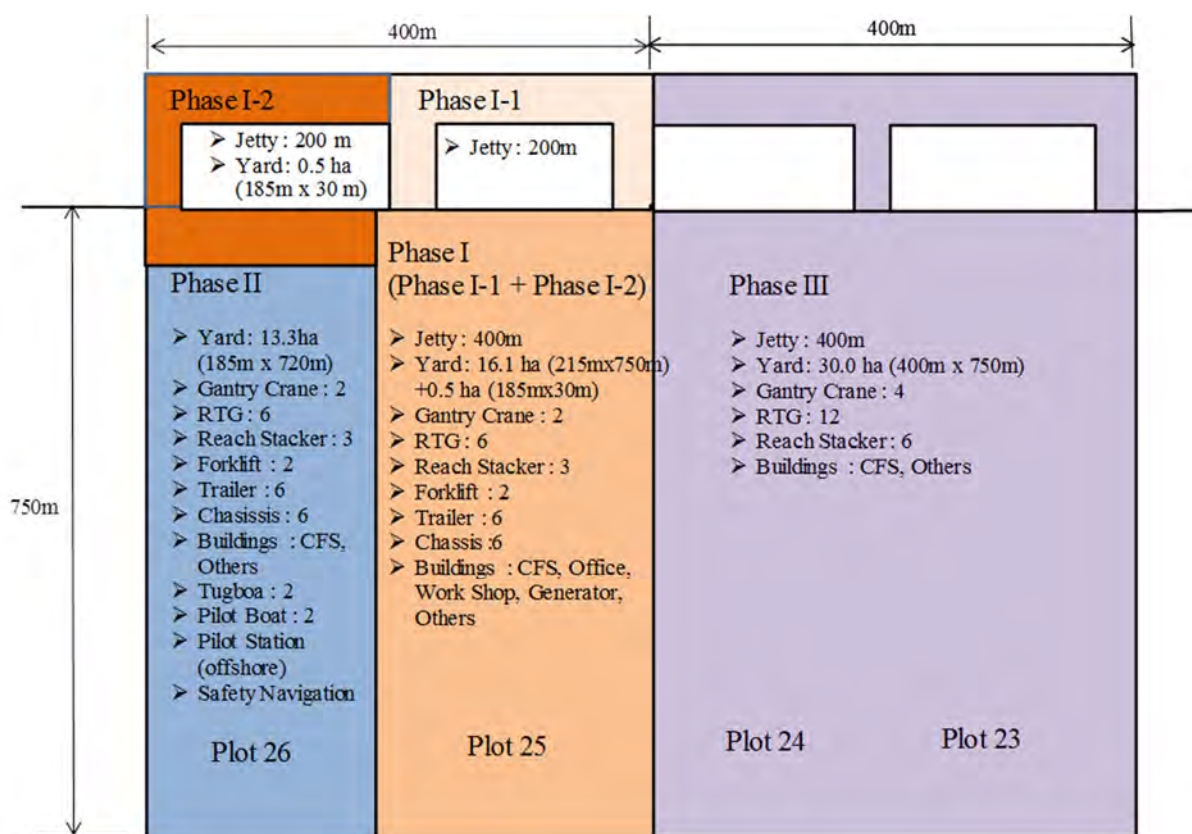 400m
400m
Phase I-2
➢ Jetty : 200 m
➢ Yard: 0.5 ha
(185m x 30 m)
Phase I-1
➢ Jetty : 200m
750m
Phase II
➢ Yard: 13.3ha
(185m x 720m)
➢ Gantry Crane : 2
➢ RTG : 6
➢ Reach Stacker : 3
➢ Forklift : 2
➢ Trailer : 6
➢ Chasissis : 6
➢ Buildings : CFS,
Others
➢ Tugboa : 2
➢ Pilot Boat : 2
➢ Pilot Station
(offshore)
➢ Safety Navigation
Plot 26
Phase I
(Phase I-1 + Phase I-2)
➢ Jetty: 400m
➢ Yard: 16.1 ha (215mx750m)
+0.5 ha (185mx30m)
➢ Gantry Crane : 2
➢ RTG : 6
➢ Reach Stacker : 3
➢ Forklift : 2
➢ Trailer : 6
➢ Chassis :6
➢ Buildings : CFS, Office,
Work Shop, Generator,
Others
Plot 25
Phase III
➢ Jetty: 400m
➢ Yard: 30.0 ha (400m x 750m)
➢ Gantry Crane : 4
➢ RTG : 12
➢ Reach Stacker : 6
➢ Buildings : CFS, Others
Plot 24
Plot 23